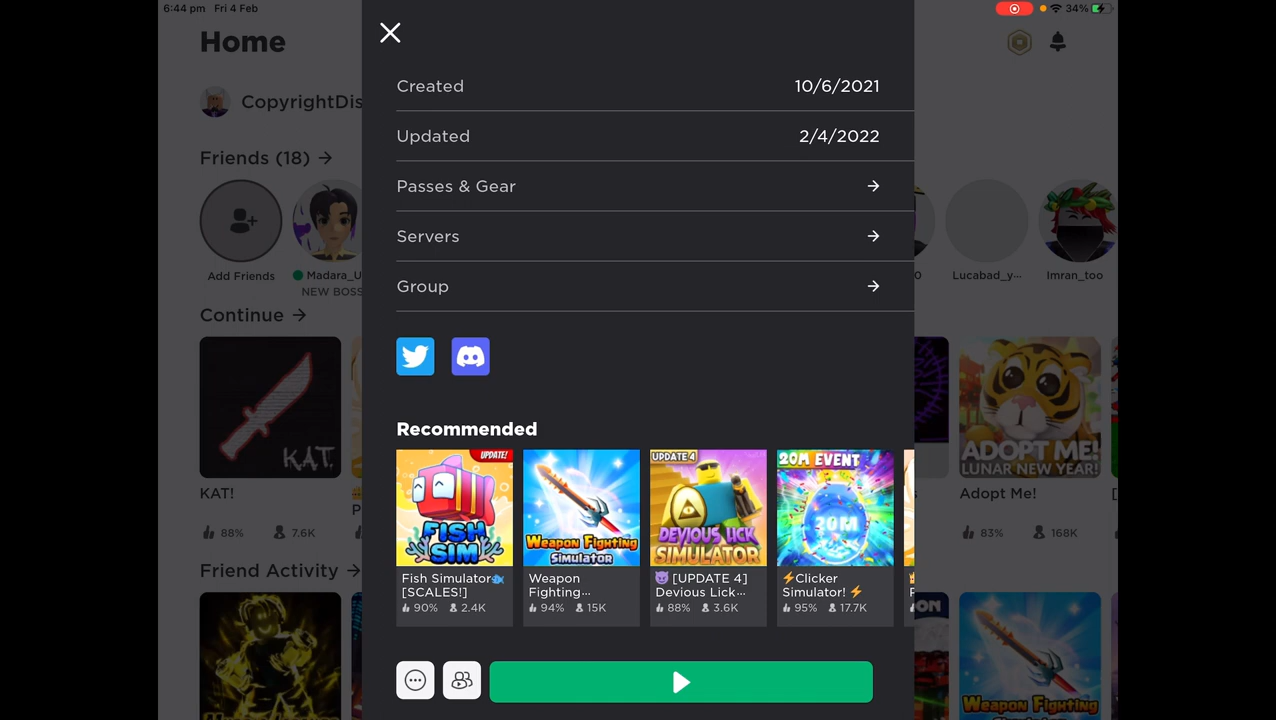 6:44 pm Fri 4 Feb
34%
Home
CopyrightDis
Friends (18)
Add Friends
Madara_U
NEW BOSS
0
Lucabad_y...
Imran_too
Continue
KAT.
ADOPT ME!
LUNAR NEW YEAR!
KAT!
P
s
Adopt Me!
[
88% 7.6K
83% 168K
Friend Activity
ON
Weapon Fighting
Created 10/6/2021
Updated 2/4/2022
Passes & Gear
Servers
Group
Recommended
UPDATE!
FISH SIM
Weapon Fighting
Simulator
UPDATE 4
DEVIOUS LICK
SIMULATOR
20M EVENT
20M
Fish Simulator🐟
[SCALES!]
90% 2.4K
Weapon
Fighting...
94% 15K
😈 [UPDATE 4]
Devious Lick...
88% 3.6K
⚡Clicker
Simulator! ⚡
95% 17.7K